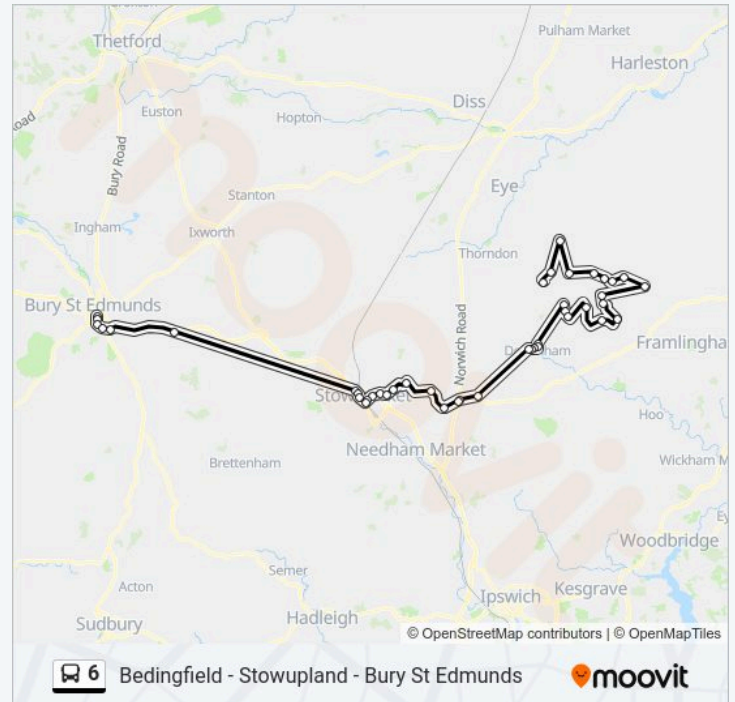 Croxton
Thetford
Pulham Market
Harleston
Road
Euston
Diss
Hopton
Bury Road
Stanton
Eye
Ingham
Ixworth
Thorndon
Bury St Edmunds
Norwich Road
Framlingha
Hoo
Needham Market
Brettenham
Wickham M
Woodbridge
Semer
Acton
Ipswich
Kesgrave
Hadleigh
Sudbury
© OpenStreetMap contributors | © OpenMapTiles
6 Bedingfield - Stowupland - Bury St Edmunds
moovit